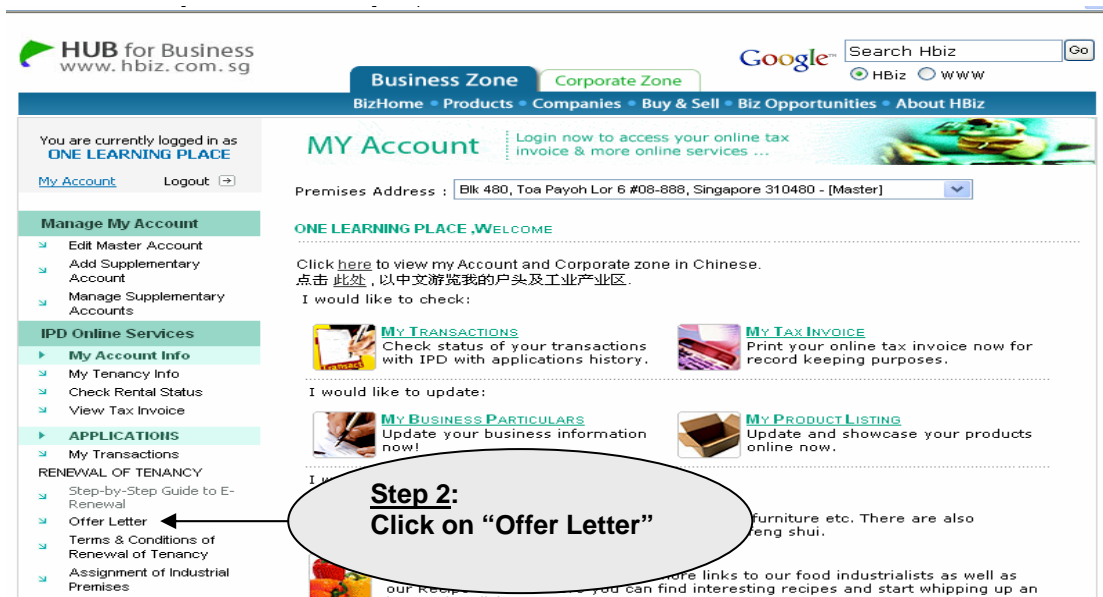 HUB for Business
www.hbiz.com.sg
Google™
Search Hbiz
Go
HBiz
WWW
Business Zone
Corporate Zone
BizHome • Products • Companies • Buy & Sell • Biz Opportunities • About HBiz
You are currently logged in as
ONE LEARNING PLACE
My Account
Logout
Manage My Account
Edit Master Account
Add Supplementary
Account
Manage Supplementary
Accounts
IPD Online Services
My Account Info
My Tenancy Info
Check Rental Status
View Tax Invoice
APPLICATIONS
My Transactions
RENEWAL OF TENANCY
Step-by-Step Guide to E-
Renewal
Offer Letter
Terms & Conditions of
Renewal of Tenancy
Assignment of Industrial
Premises
MY Account
Login now to access your online tax
invoice & more online services ...
Premises Address : Blk 480, Toa Payoh Lor 6 #08-888, Singapore 310480 - [Master]
ONE LEARNING PLACE ,WELCOME
Click here to view my Account and Corporate zone in Chinese.
点击 此处 , 以中文游览我的户头及工业产业区.
I would like to check:
MY TRANSACTIONS
Check status of your transactions
with IPD with applications history.
MY TAX INVOICE
Print your online tax invoice now for
record keeping purposes.
I would like to update:
MY BUSINESS PARTICULARS
Update your business information
now!
MY PRODUCT LISTING
Update and showcase your products
online now.
I
Step 2:
Click on “Offer Letter”
furniture etc. There are also
feng shui.
links to our food industrialists as well as
our you can find interesting recipes and start whipping up an